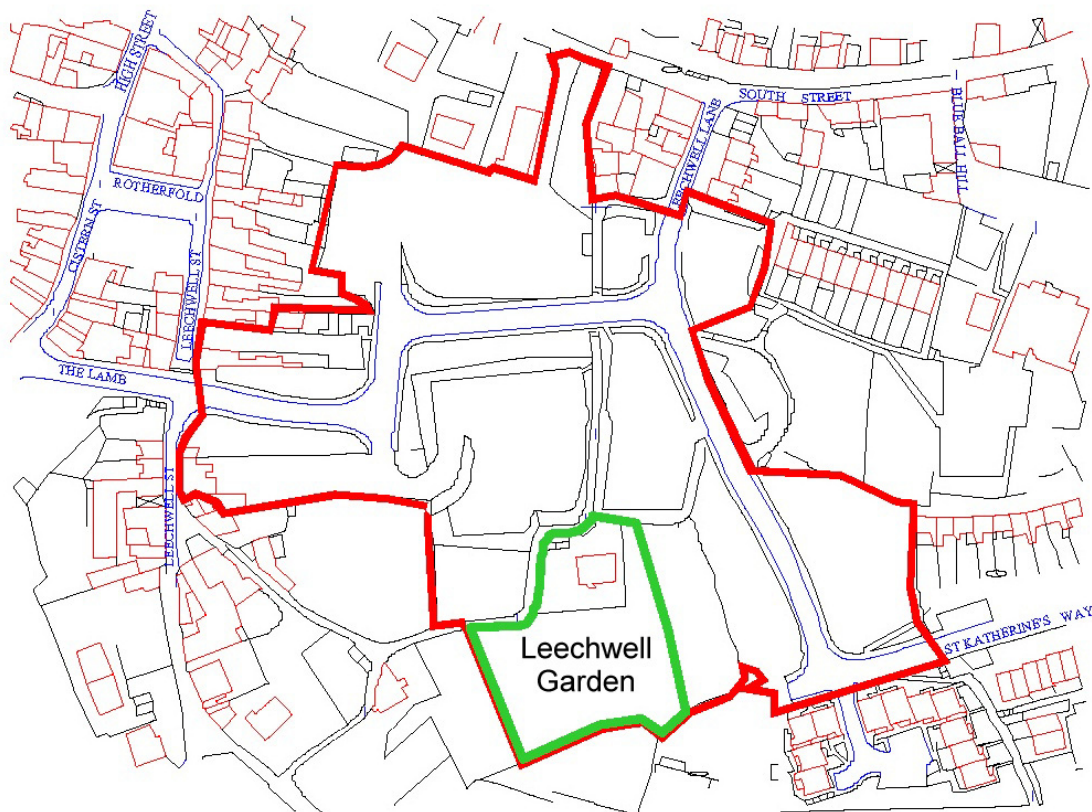 HIGH STREET
SOUTH STREET
BLUE BALL HILL
EECHWELL LANE
ROTHERFOLD
CISTERN ST
LEECHWELL ST
THE LAMB
LEECHWELL ST
Leechwell
Garden
ST KATHERINE'S WAY